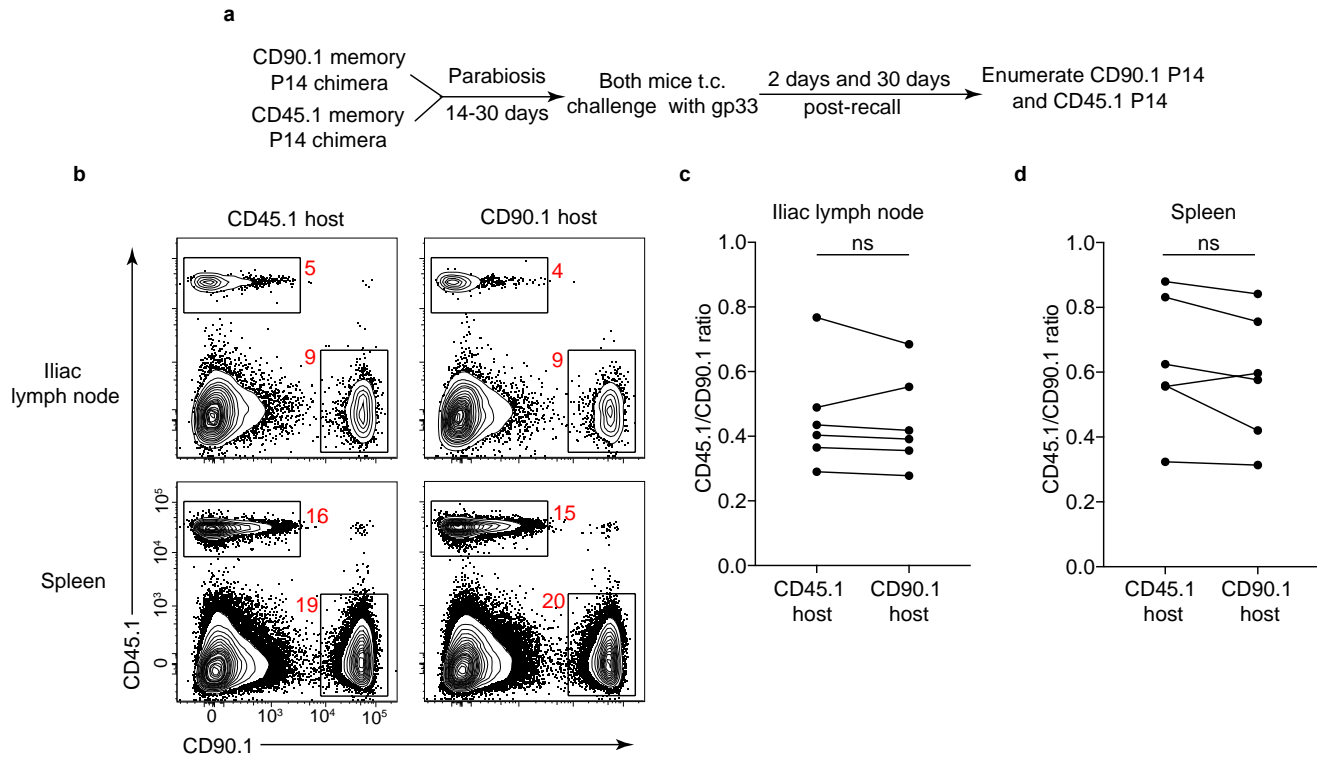 a
CD90.1 memory
P14 chimera
CD45.1 memory
P14 chimera
Parabiosis
14-30 days
Both mice t.c.
challenge with gp33
2 days and 30 days
post-recall
Enumerate CD90.1 P14
and CD45.1 P14
b
CD45.1 host
CD90.1 host
Iliac
lymph node
5
9
4
9
Spleen
16
19
15
20
10⁵
10⁴
10³
0
CD45.1
0
10³
10⁴
10⁵
CD90.1
c
Iliac lymph node
ns
CD45.1/CD90.1 ratio
1.0
0.8
0.6
0.4
0.2
0.0
CD45.1
host
CD90.1
host
d
Spleen
ns
CD45.1/CD90.1 ratio
1.0
0.8
0.6
0.4
0.2
0.0
CD45.1
host
CD90.1
host